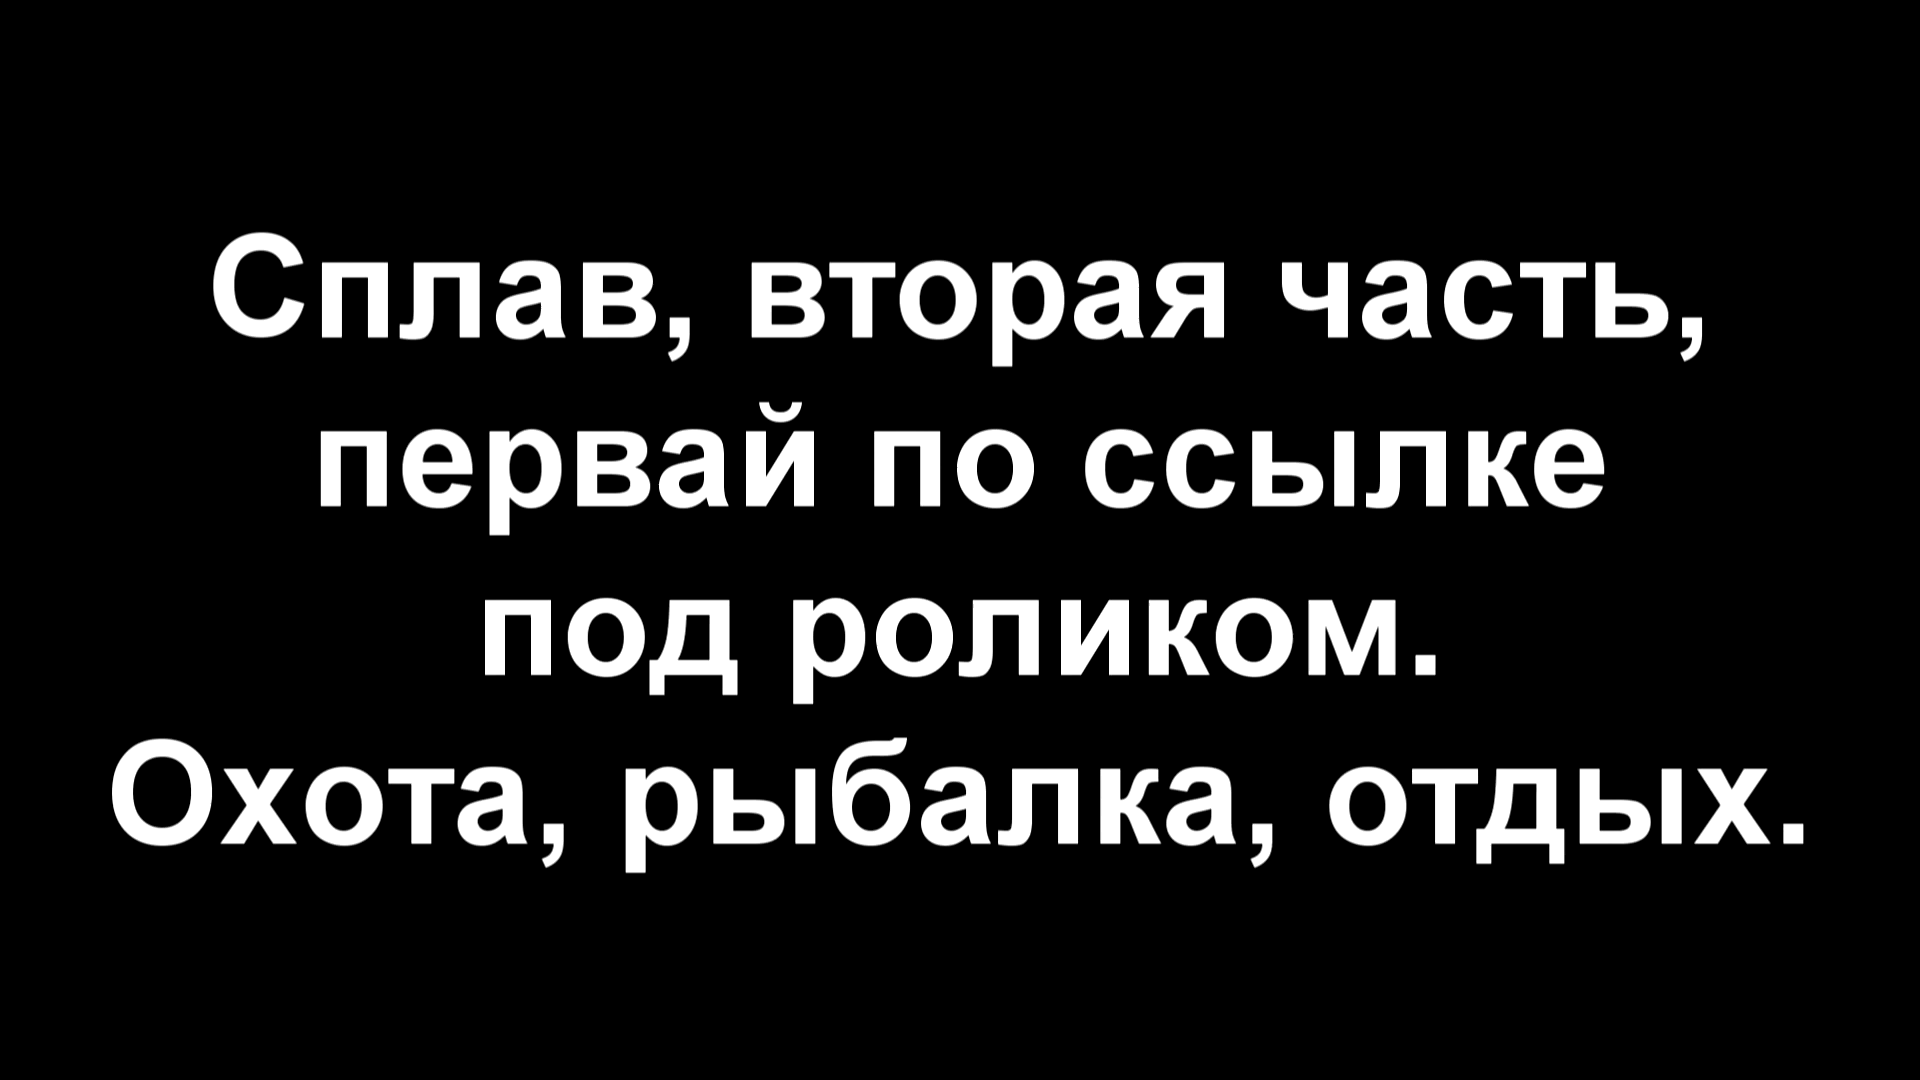 Сплав, вторая часть,
первай по ссылке
под роликом.
Охота, рыбалка, отдых.